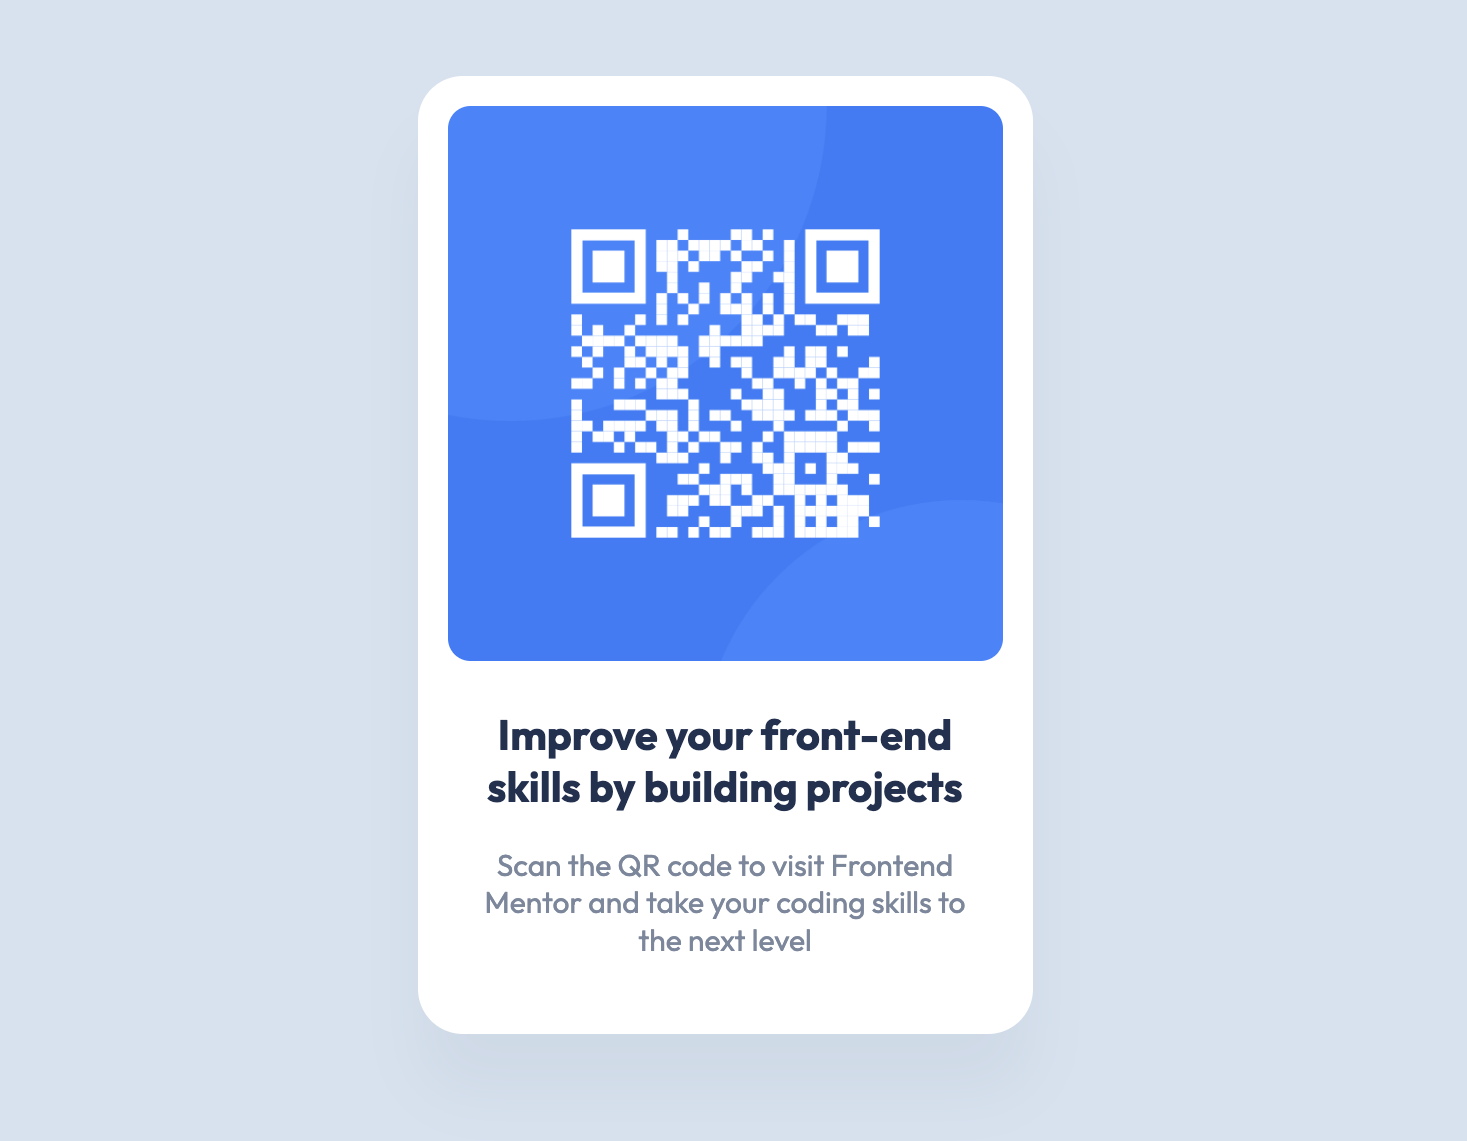 Improve your front-end
skills by building projects
Scan the QR code to visit Frontend
Mentor and take your coding skills to
the next level